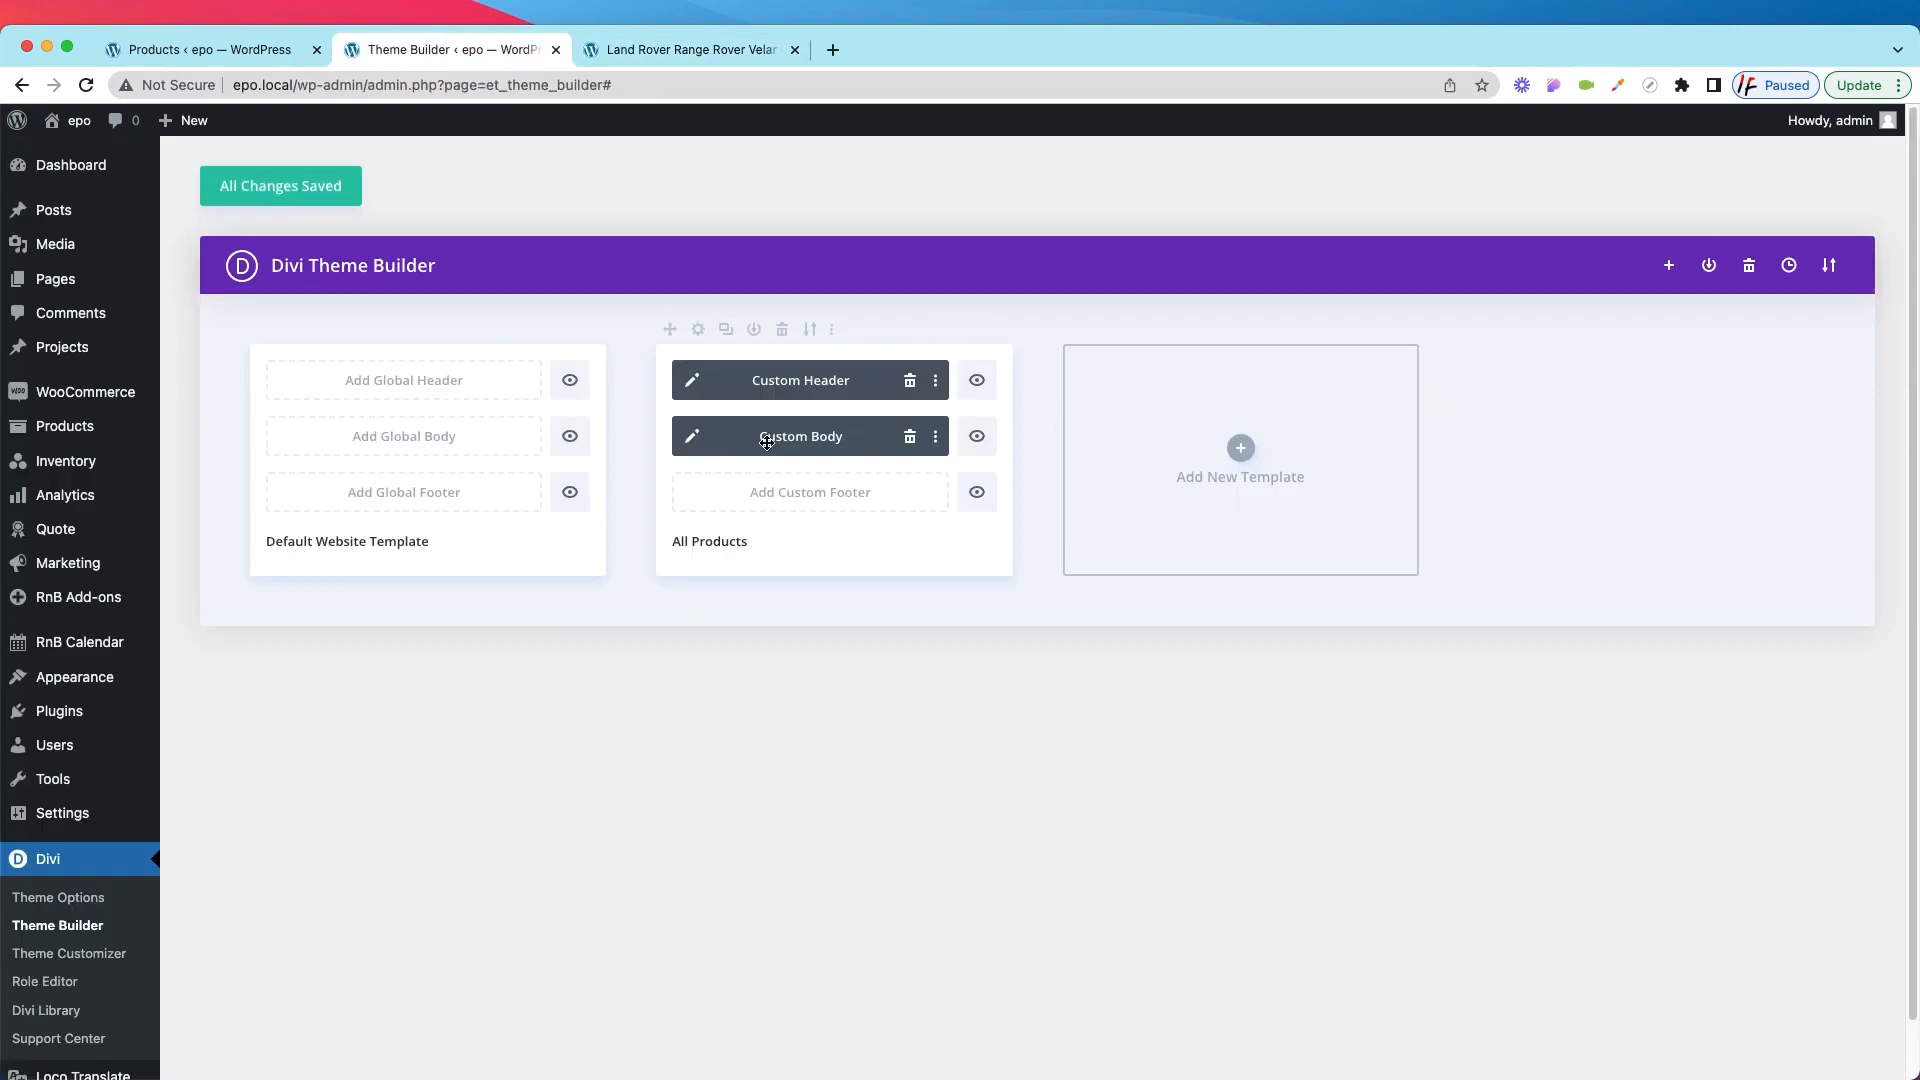 Products ‹ epo — WordPress
Theme Builder ‹ epo — WordPr
Land Rover Range Rover Velar
Not Secure
epo.local/wp-admin/admin.php?page=et_theme_builder#
Paused
Update
epo
0
New
Howdy, admin
Dashboard
Posts
Media
Pages
Comments
Projects
WooCommerce
Products
Inventory
Analytics
Quote
Marketing
RnB Add-ons
RnB Calendar
Appearance
Plugins
Users
Tools
Settings
Divi
Theme Options
Theme Builder
Theme Customizer
Role Editor
Divi Library
Support Center
Loco Translate
All Changes Saved
D
Divi Theme Builder
Add Global Header
Add Global Body
Add Global Footer
Default Website Template
Custom Header
Custom Body
Add Custom Footer
All Products
Add New Template